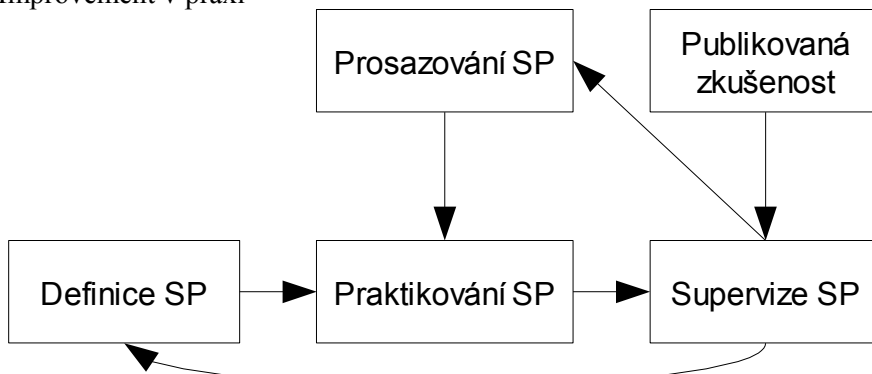 Improvement v praxi
Prosazování SP
Publikovaná
zkušenost
Definice SP
Praktikování SP
Supervize SP